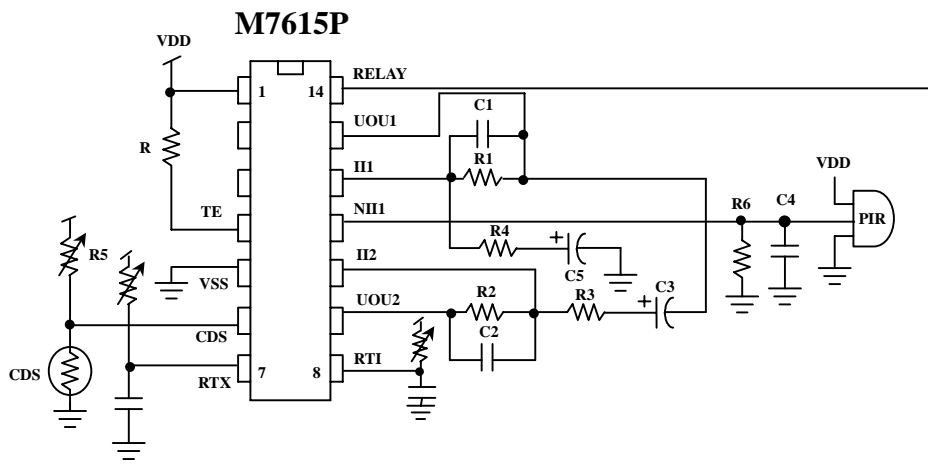 M7615P
VDD
RELAY
1
14
C1
UOU1
R
R1
VDD
II1
TE
NII1
R6
C4
PIR
R5
R4
+
C5
II2
VSS
R2
R3
+
C3
UOU2
CDS
C2
CDS
RTX
7
8
RTI